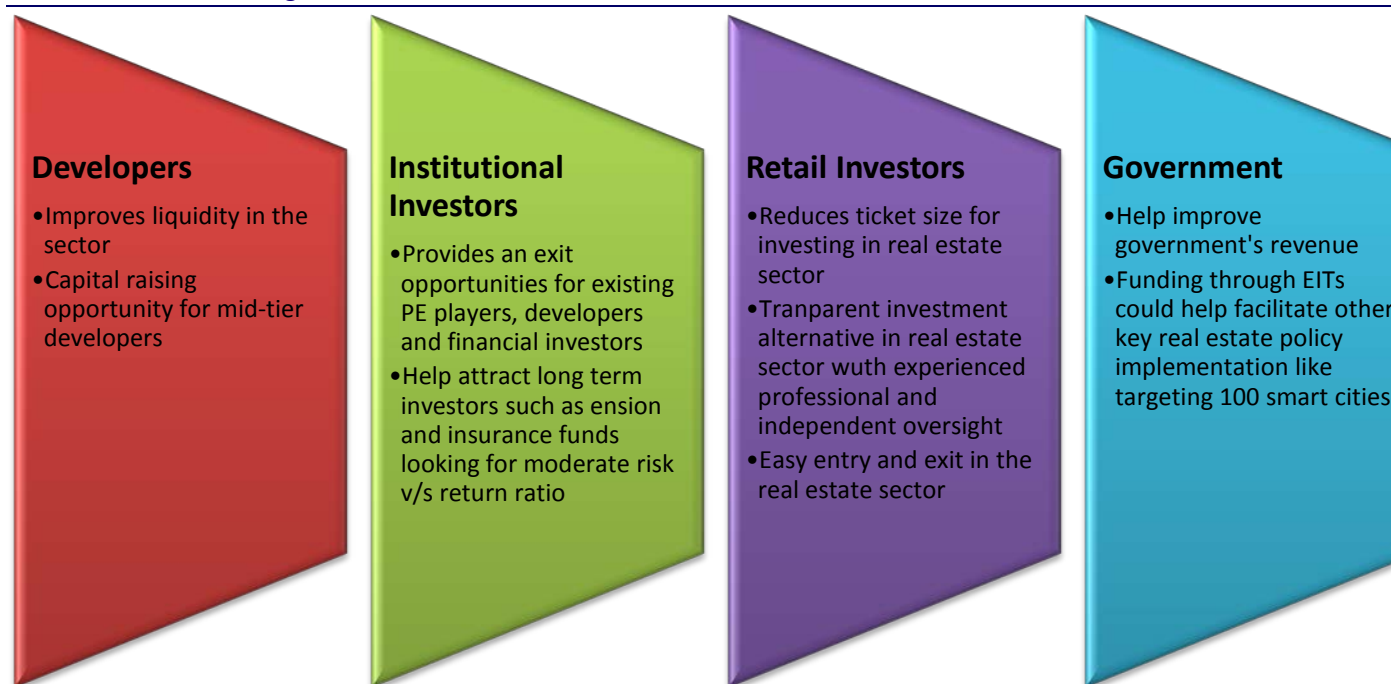 Developers
•Improves liquidity in the
sector
•Capital raising
opportunity for mid-tier
developers
Institutional
Investors
•Provides an exit
opportunities for existing
PE players, developers
and financial investors
•Help attract long term
investors such as ension
and insurance funds
looking for moderate risk
v/s return ratio
Retail Investors
•Reduces ticket size for
investing in real estate
sector
•Tranparent investment
alternative in real estate
sector wuth experienced
professional and
independent oversight
•Easy entry and exit in the
real estate sector
Government
•Help improve
government's revenue
•Funding through EITs
could help facilitate other
key real estate policy
implementation like
targeting 100 smart cities